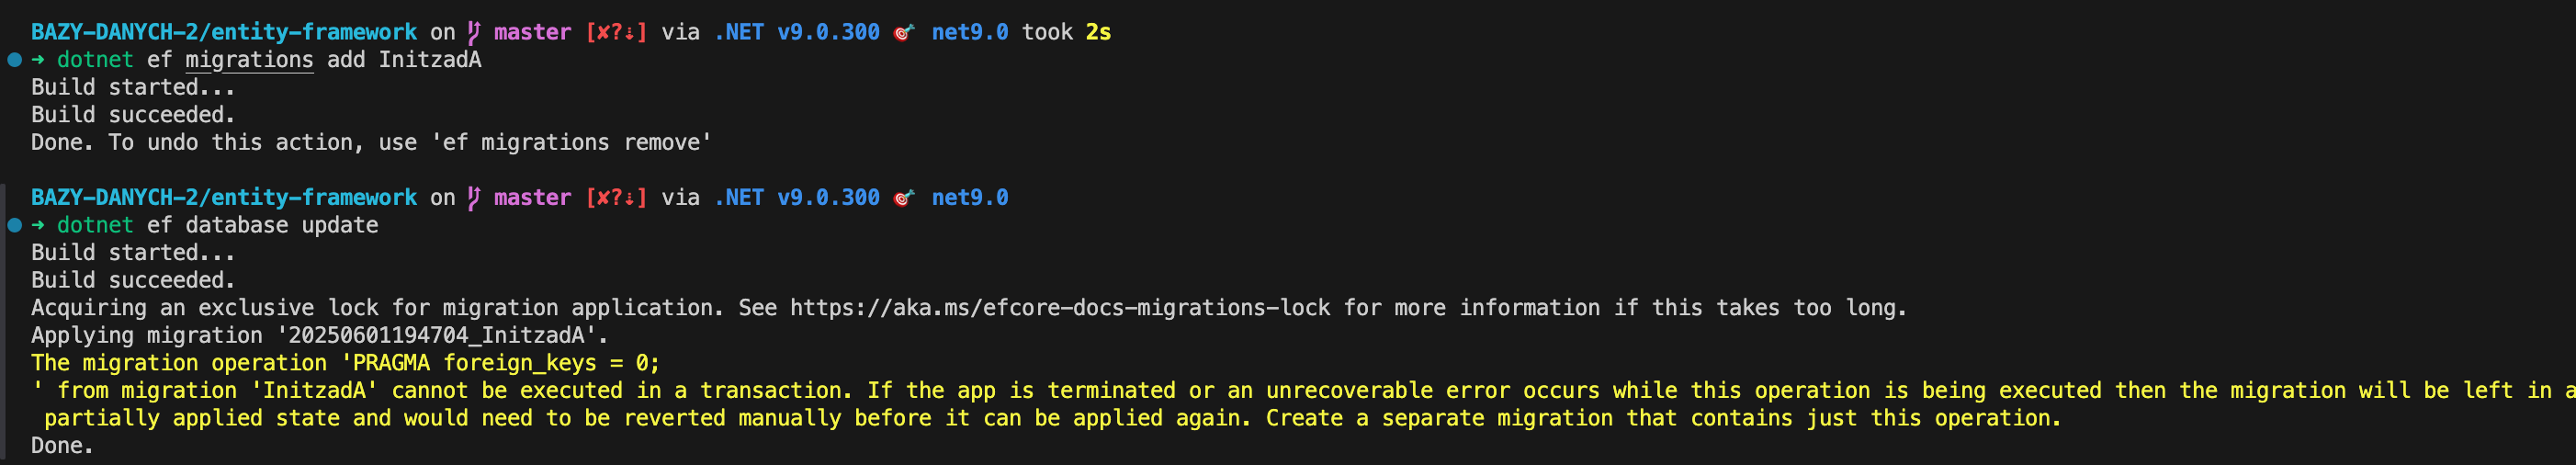 BAZY-DANYCH-2/entity-framework on master [✘?⇣] via .NET v9.0.300 🎯 net9.0 took 2s
➜ dotnet ef migrations add InitzadA
Build started...
Build succeeded.
Done. To undo this action, use 'ef migrations remove'
BAZY-DANYCH-2/entity-framework on master [✘?⇣] via .NET v9.0.300 🎯 net9.0
➜ dotnet ef database update
Build started...
Build succeeded.
Acquiring an exclusive lock for migration application. See https://aka.ms/efcore-docs-migrations-lock for more information if this takes too long.
Applying migration '20250601194704_InitzadA'.
The migration operation 'PRAGMA foreign_keys = 0;
' from migration 'InitzadA' cannot be executed in a transaction. If the app is terminated or an unrecoverable error occurs while this operation is being executed then the migration will be left in a
partially applied state and would need to be reverted manually before it can be applied again. Create a separate migration that contains just this operation.
Done.